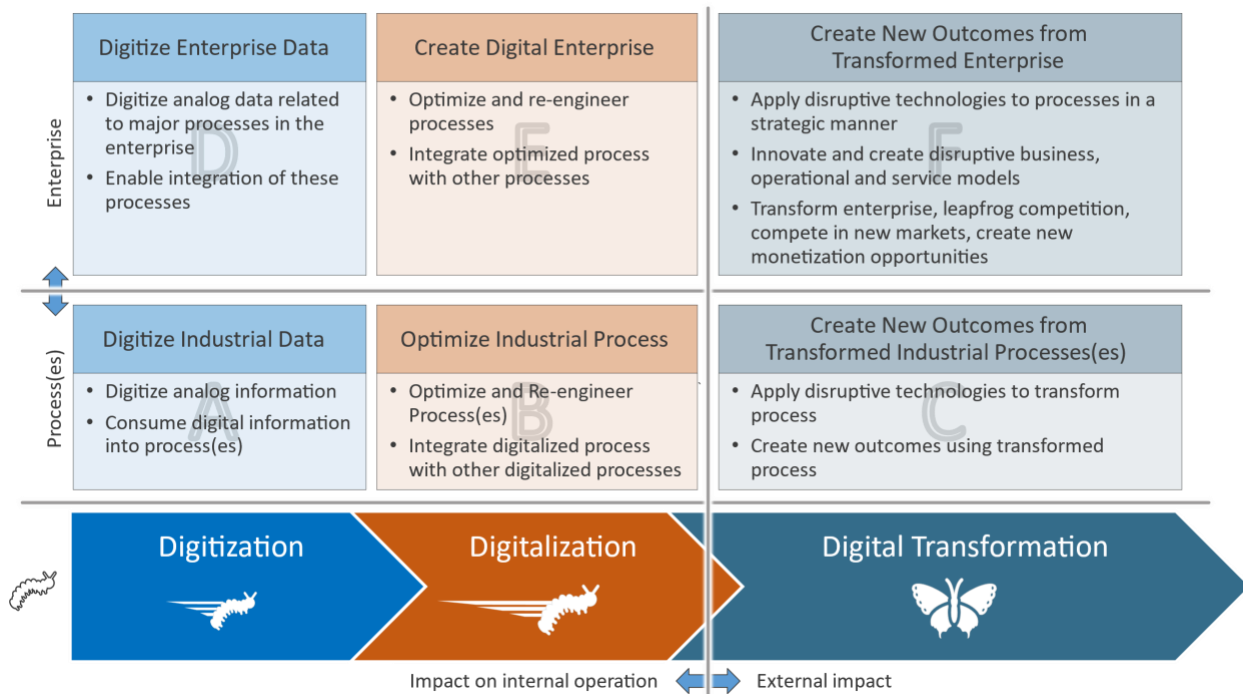 Digitize Enterprise Data
• Digitize analog data related
to major processes in the
enterprise
• Enable integration of these
processes
D
Create Digital Enterprise
• Optimize and re-engineer
processes
• Integrate optimized process
with other processes
E
Create New Outcomes from
Transformed Enterprise
• Apply disruptive technologies to processes in a
strategic manner
• Innovate and create disruptive business,
operational and service models
• Transform enterprise, leapfrog competition,
compete in new markets, create new
monetization opportunities
F
Enterprise
Process(es)
Digitize Industrial Data
• Digitize analog information
• Consume digital information
into process(es)
A
Optimize Industrial Process
• Optimize and Re-engineer
Process(es)
• Integrate digitalized process
with other digitalized processes
B
Create New Outcomes from
Transformed Industrial Processes(es)
• Apply disruptive technologies to transform
process
• Create new outcomes using transformed
process
C
Digitization
Digitalization
Digital Transformation
Impact on internal operation
External impact